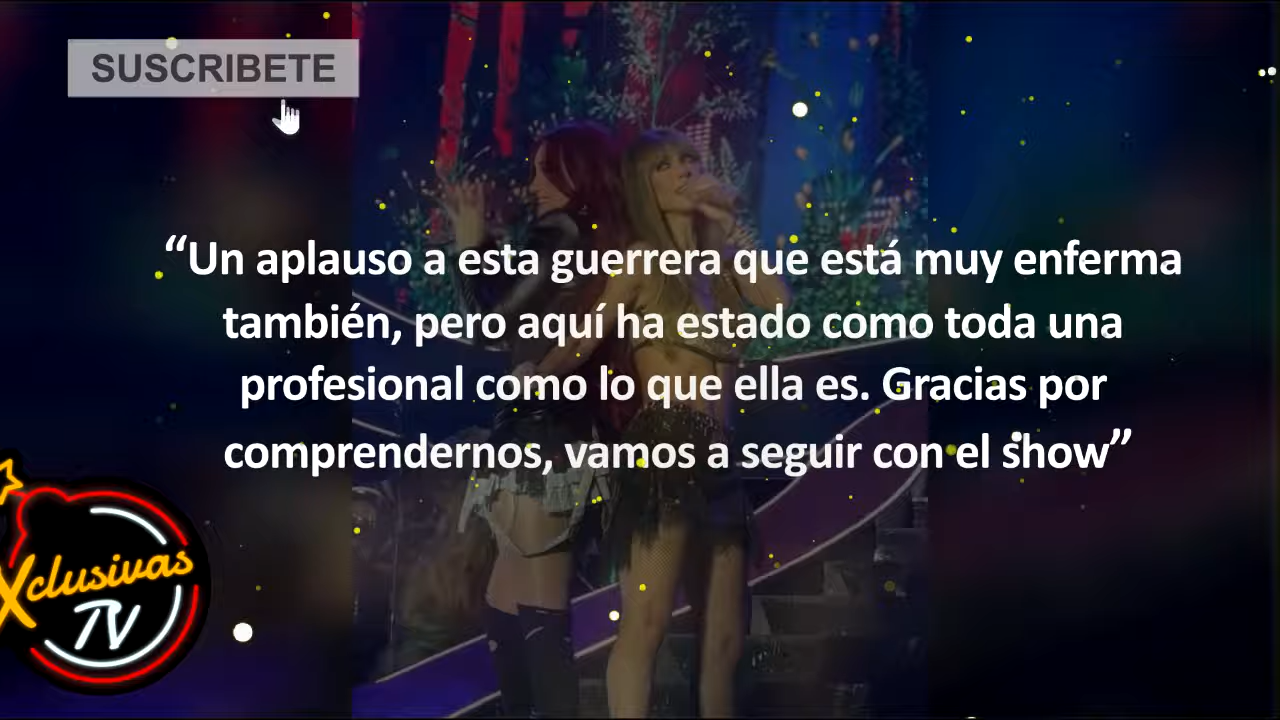 SUSCRIBETE
“Un aplauso a esta guerrera que está muy enferma
también, pero aquí ha estado como toda una
profesional como lo que ella es. Gracias por
comprendernos, vamos a seguir con el show”
Xclusivas
TV